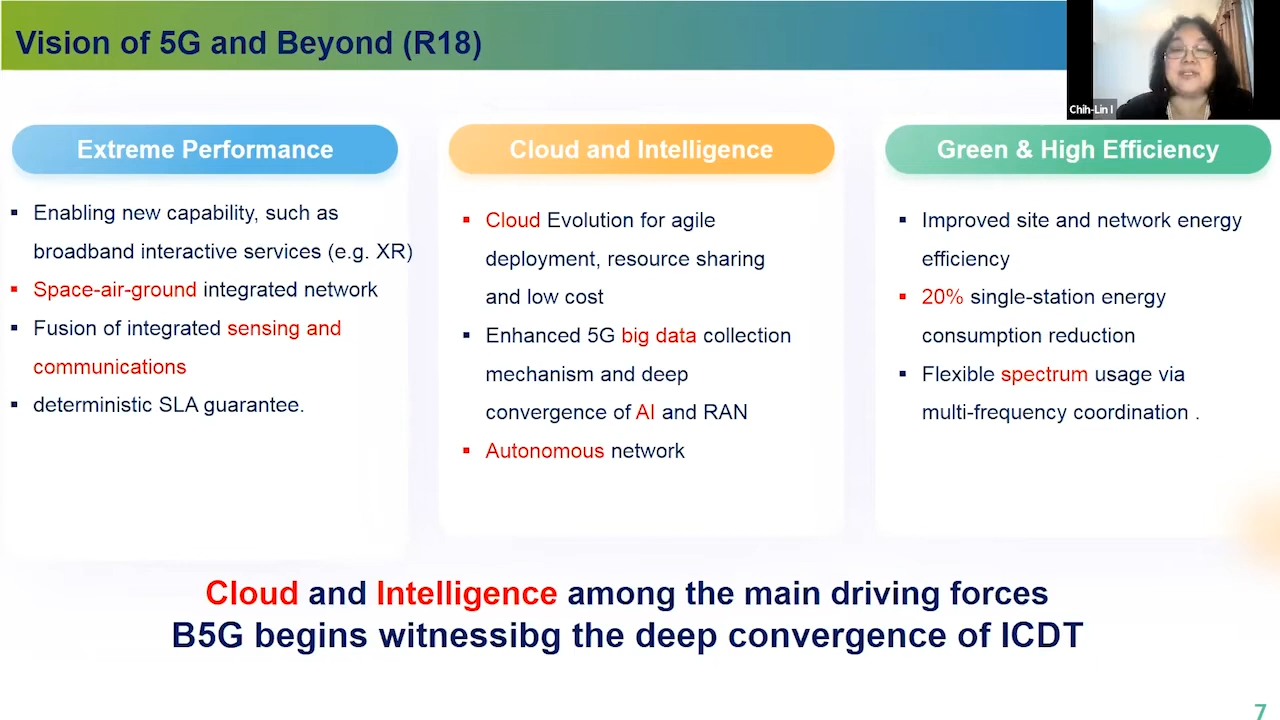 Vision of 5G and Beyond (R18)
Chih-Lin I
Extreme Performance
Enabling new capability, such as
broadband interactive services (e.g. XR)
Space-air-ground integrated network
Fusion of integrated sensing and
communications
deterministic SLA guarantee.
Cloud and Intelligence
Cloud Evolution for agile
deployment, resource sharing
and low cost
Enhanced 5G big data collection
mechanism and deep
convergence of AI and RAN
Autonomous network
Green & High Efficiency
Improved site and network energy
efficiency
20% single-station energy
consumption reduction
Flexible spectrum usage via
multi-frequency coordination .
Cloud and Intelligence among the main driving forces
B5G begins witnessibg the deep convergence of ICDT
7